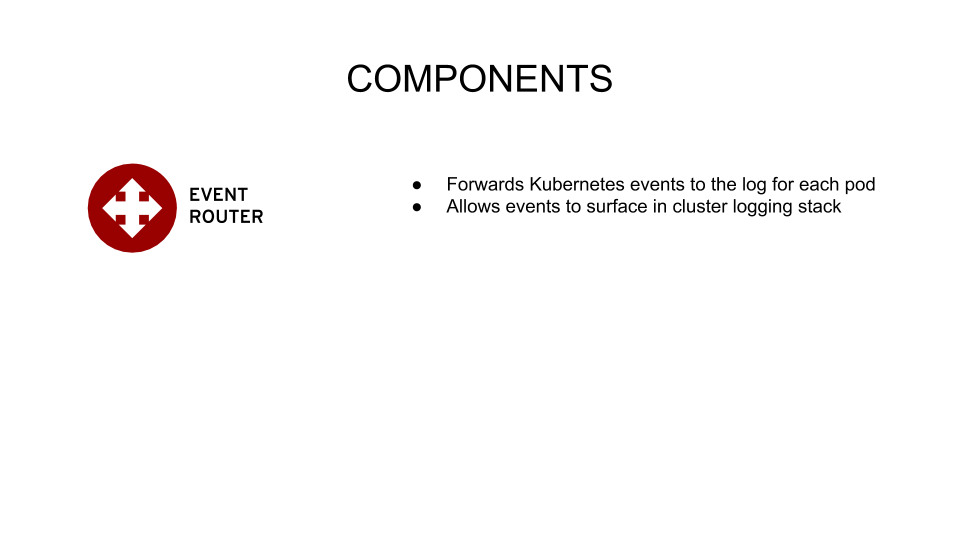 COMPONENTS
EVENT
ROUTER
● Forwards Kubernetes events to the log for each pod
● Allows events to surface in cluster logging stack